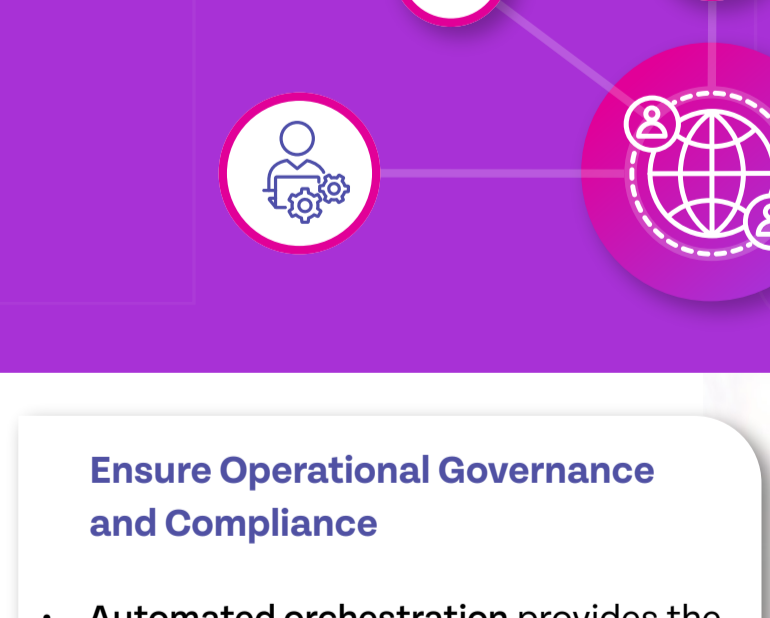 Ensure Operational Governance
and Compliance
• Automated orchestration provides the